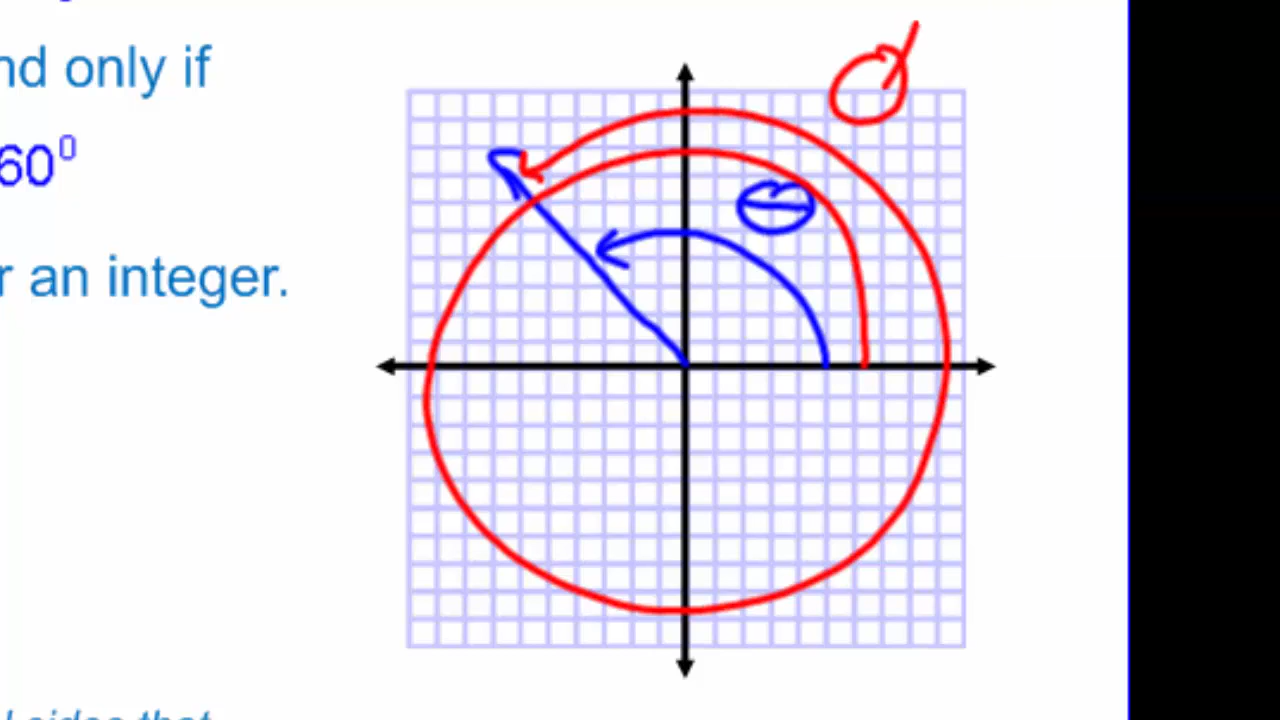 nd only if
60⁰
r an integer.
θ